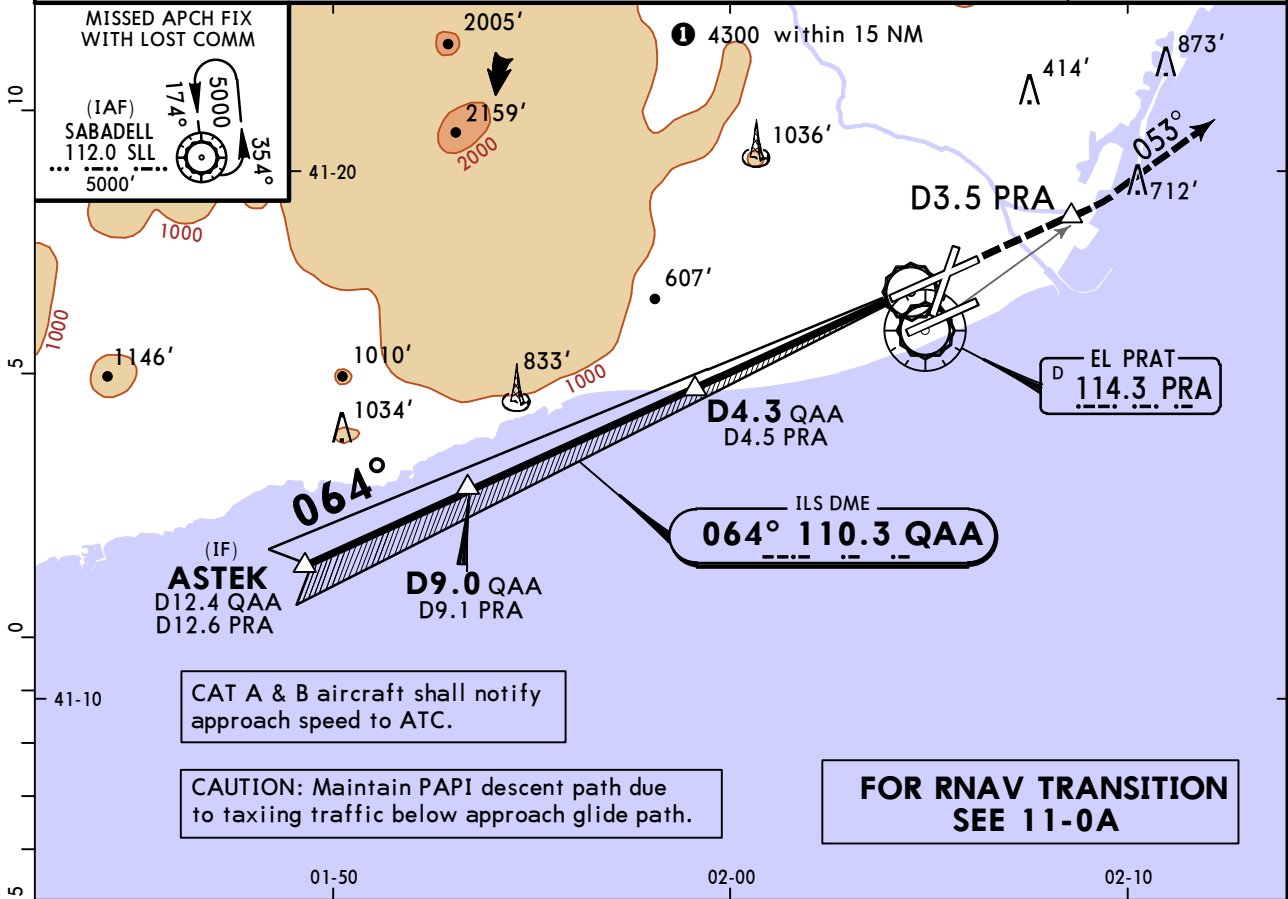 MISSED APCH FIX
WITH LOST COMM
(IAF)
SABADELL
112.0 SLL
5000'
174°
5000
354°
2005'
2159'
2000
❶ 4300 within 15 NM
414'
873'
1036'
053°
712'
D3.5 PRA
10
41-20
1000
607'
1000
5
1146'
1010'
833'
1000
1034'
EL PRAT
D 114.3 PRA
D4.3 QAA
D4.5 PRA
064°
ILS DME
064° 110.3 QAA
(IF)
ASTEK
D12.4 QAA
D12.6 PRA
D9.0 QAA
D9.1 PRA
0
41-10
CAT A & B aircraft shall notify
approach speed to ATC.
CAUTION: Maintain PAPI descent path due
to taxiing traffic below approach glide path.
FOR RNAV TRANSITION
SEE 11-0A
5
01-50
02-00
02-10